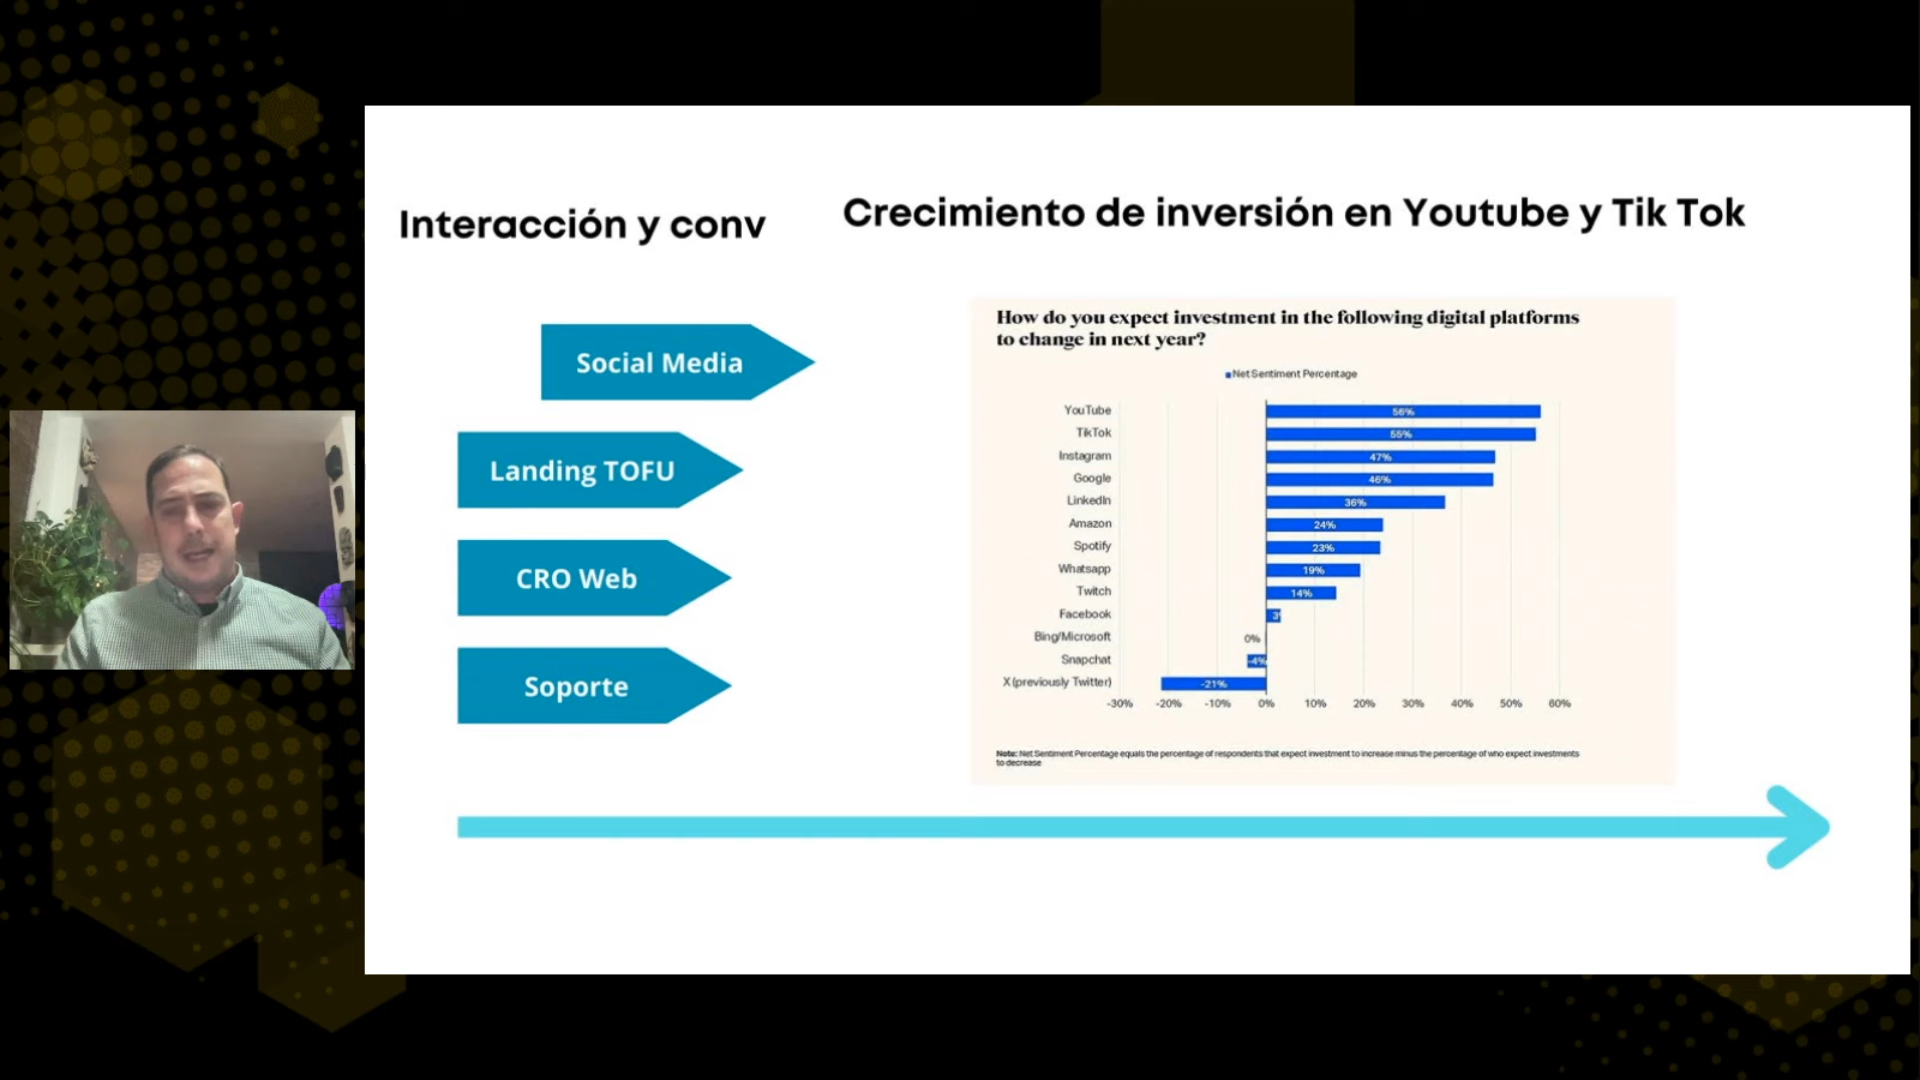 Interacción y conv
Crecimiento de inversión en Youtube y Tik Tok
Social Media
Landing TOFU
CRO Web
Soporte
How do you expect investment in the following digital platforms
to change in next year?
Net Sentiment Percentage
YouTube 56%
TikTok 55%
Instagram 47%
Google 46%
LinkedIn 36%
Amazon 24%
Spotify 23%
Whatsapp 19%
Twitch 14%
Facebook 3
Bing/Microsoft 0%
Snapchat -4%
X (previously Twitter) -21%
-30% -20% -10% 0% 10% 20% 30% 40% 50% 60%
Note: Net Sentiment Percentage equals the percentage of respondents that expect investment to increase minus the percentage of who expect investments
to decrease